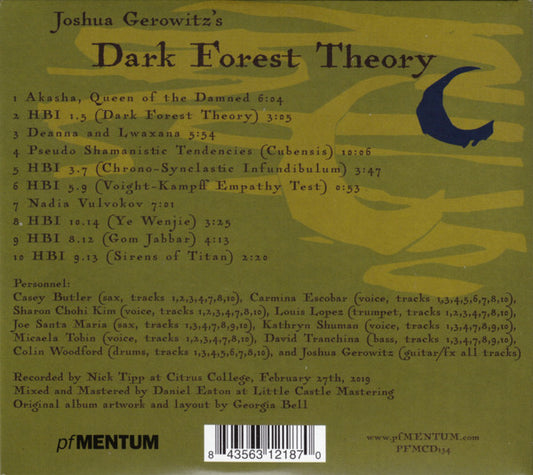 Joshua Gerowitz's
Dark Forest Theory
1 Akasha, Queen of the Damned 6:04
2 HBI 1.5 (Dark Forest Theory) 3:05
3 Deanna and Lwaxana 5:54
4 Pseudo Shamanistic Tendencies (Cubensis) 10:06
5 HBI 3.7 (Chrono-Synclastic Infundibulum) 3:47
6 HBI 5.9 (Voight-Kampff Empathy Test) 0:53
7 Nadia Vulvokov 7:01
8 HBI 10.14 (Ye Wenjie) 3:25
9 HBI 8.12 (Gom Jabbar) 4:13
10 HBI 9.13 (Sirens of Titan) 2:20
Personnel:
Casey Butler (sax, tracks 1,2,3,4,7,8,10), Carmina Escobar (voice, tracks 1,3,4,5,6,7,8,10),
Sharon Chohi Kim (voice, tracks 1,2,3,4,7,8,10), Louis Lopez (trumpet, tracks 1,3,4,7,8,10),
Joe Santa Maria (sax, tracks 1,3,4,7,8,9,10), Kathryn Shuman (voice, tracks 1,3,4,7,8,10),
Micaela Tobin (voice, tracks 1,2,3,4,7,8,10), David Tranchina (bass, tracks 1,3,4,7,8,10),
Colin Woodford (drums, tracks 1,3,4,5,6,7,8,10), and Joshua Gerowitz (guitar/fx all tracks)
Recorded by Nick Tipp at Citrus College, February 27th, 2019
Mixed and Mastered by Daniel Eaton at Little Castle Mastering
Original album artwork and layout by Georgia Bell
pfMENTUM
8 43563 12187 0
www.pfMENTUM.com
PFMCD134